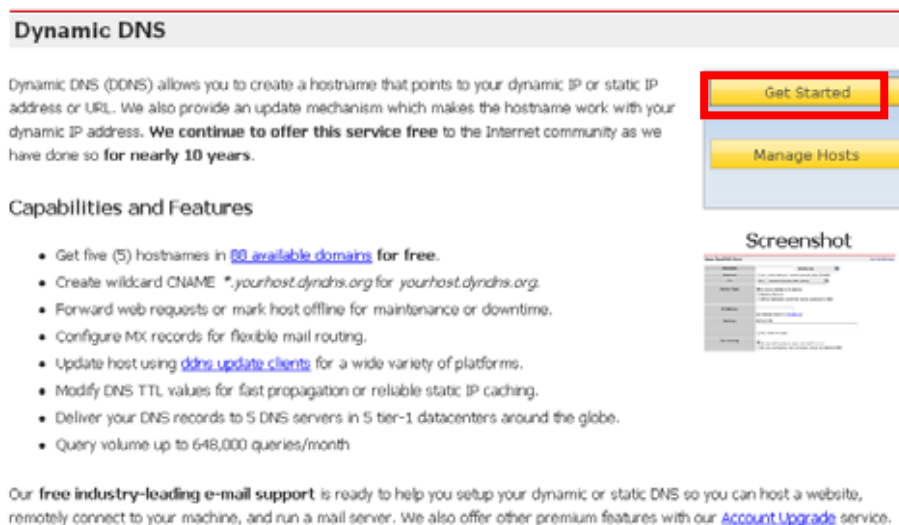 Dynamic DNS
Dynamic DNS (DDNS) allows you to create a hostname that points to your dynamic IP or static IP
address or URL. We also provide an update mechanism which makes the hostname work with your
dynamic IP address. We continue to offer this service free to the Internet community as we
have done so for nearly 10 years.
Get Started
Manage Hosts
Capabilities and Features
• Get five (5) hostnames in 88 available domains for free.
• Create wildcard CNAME *.yourhost.dyndns.org for yourhost.dyndns.org.
• Forward web requests or mark host offline for maintenance or downtime.
• Configure MX records for flexible mail routing.
• Update host using ddns update clients for a wide variety of platforms.
• Modify DNS TTL values for fast propagation or reliable static IP caching.
• Deliver your DNS records to 5 DNS servers in 5 tier-1 datacenters around the globe.
• Query volume up to 648,000 queries/month
Screenshot
Our free industry-leading e-mail support is ready to help you setup your dynamic or static DNS so you can host a website,
remotely connect to your machine, and run a mail server. We also offer other premium features with our Account Upgrade service.